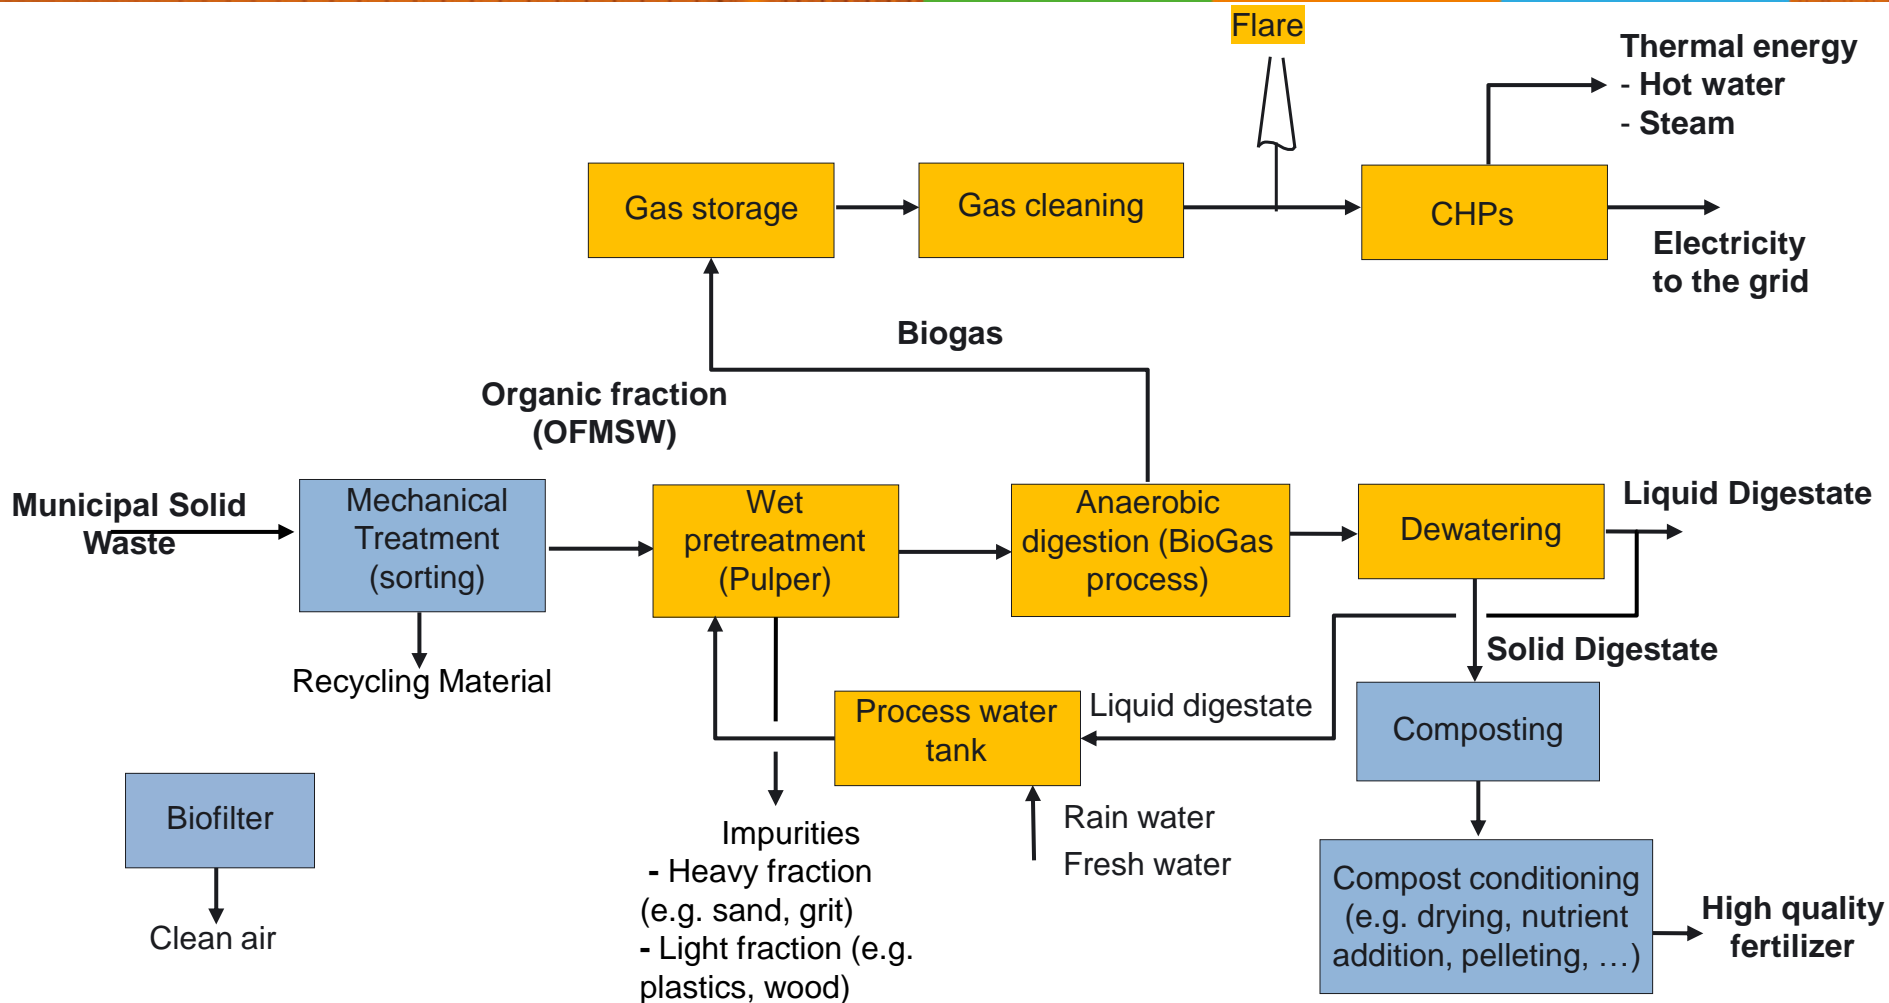 Flare
Thermal energy
- Hot water
- Steam
Gas storage
Gas cleaning
CHPs
Electricity
to the grid
Biogas
Organic fraction
(OFMSW)
Municipal Solid
Waste
Mechanical
Treatment
(sorting)
Wet
pretreatment
(Pulper)
Anaerobic
digestion (BioGas
process)
Dewatering
Liquid Digestate
Recycling Material
Solid Digestate
Process water
tank
Liquid digestate
Composting
Biofilter
Rain water
Fresh water
Impurities
- Heavy fraction
(e.g. sand, grit)
- Light fraction (e.g.
plastics, wood)
Compost conditioning
(e.g. drying, nutrient
addition, pelleting, …)
High quality
fertilizer
Clean air